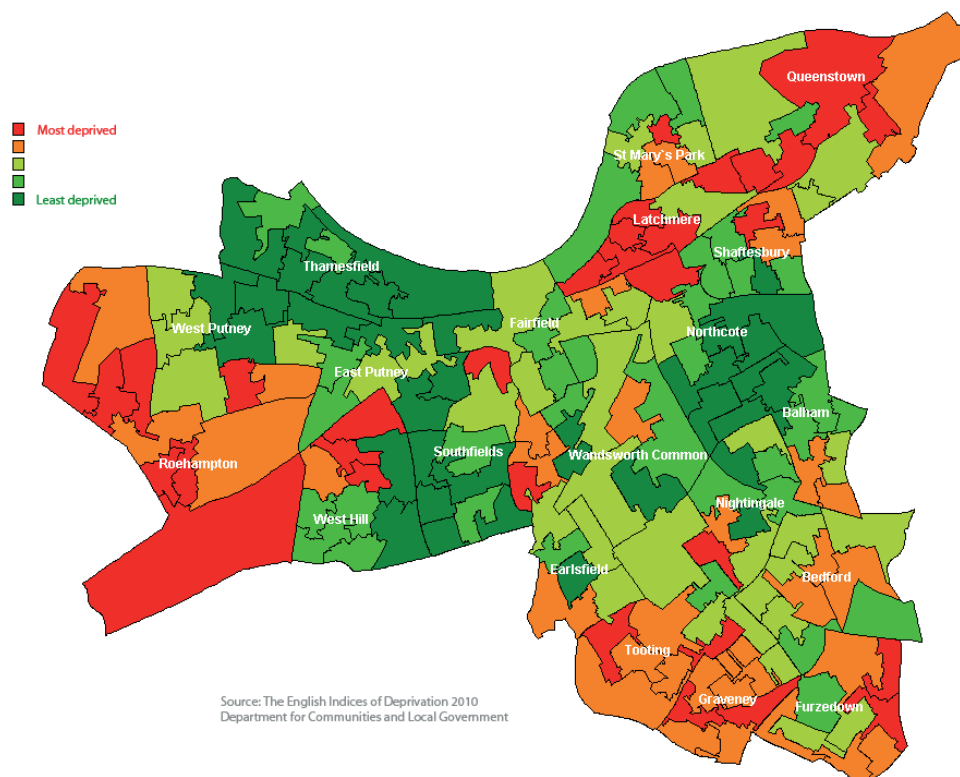 Queenstown
Most deprived
St Mary`s Park
Least deprived
Latchmere
Shaftesbury
Thamesfield
West Putney
Fairfield
Northcote
East Putney
Balham
Roehampton
Southfields
Wandsworth Common
Nightingale
West Hill
Earlsfield
Bedford
Tooting
Graveney
Furzedown
Source: The English Indices of Deprivation 2010
Department for Communities and Local Government